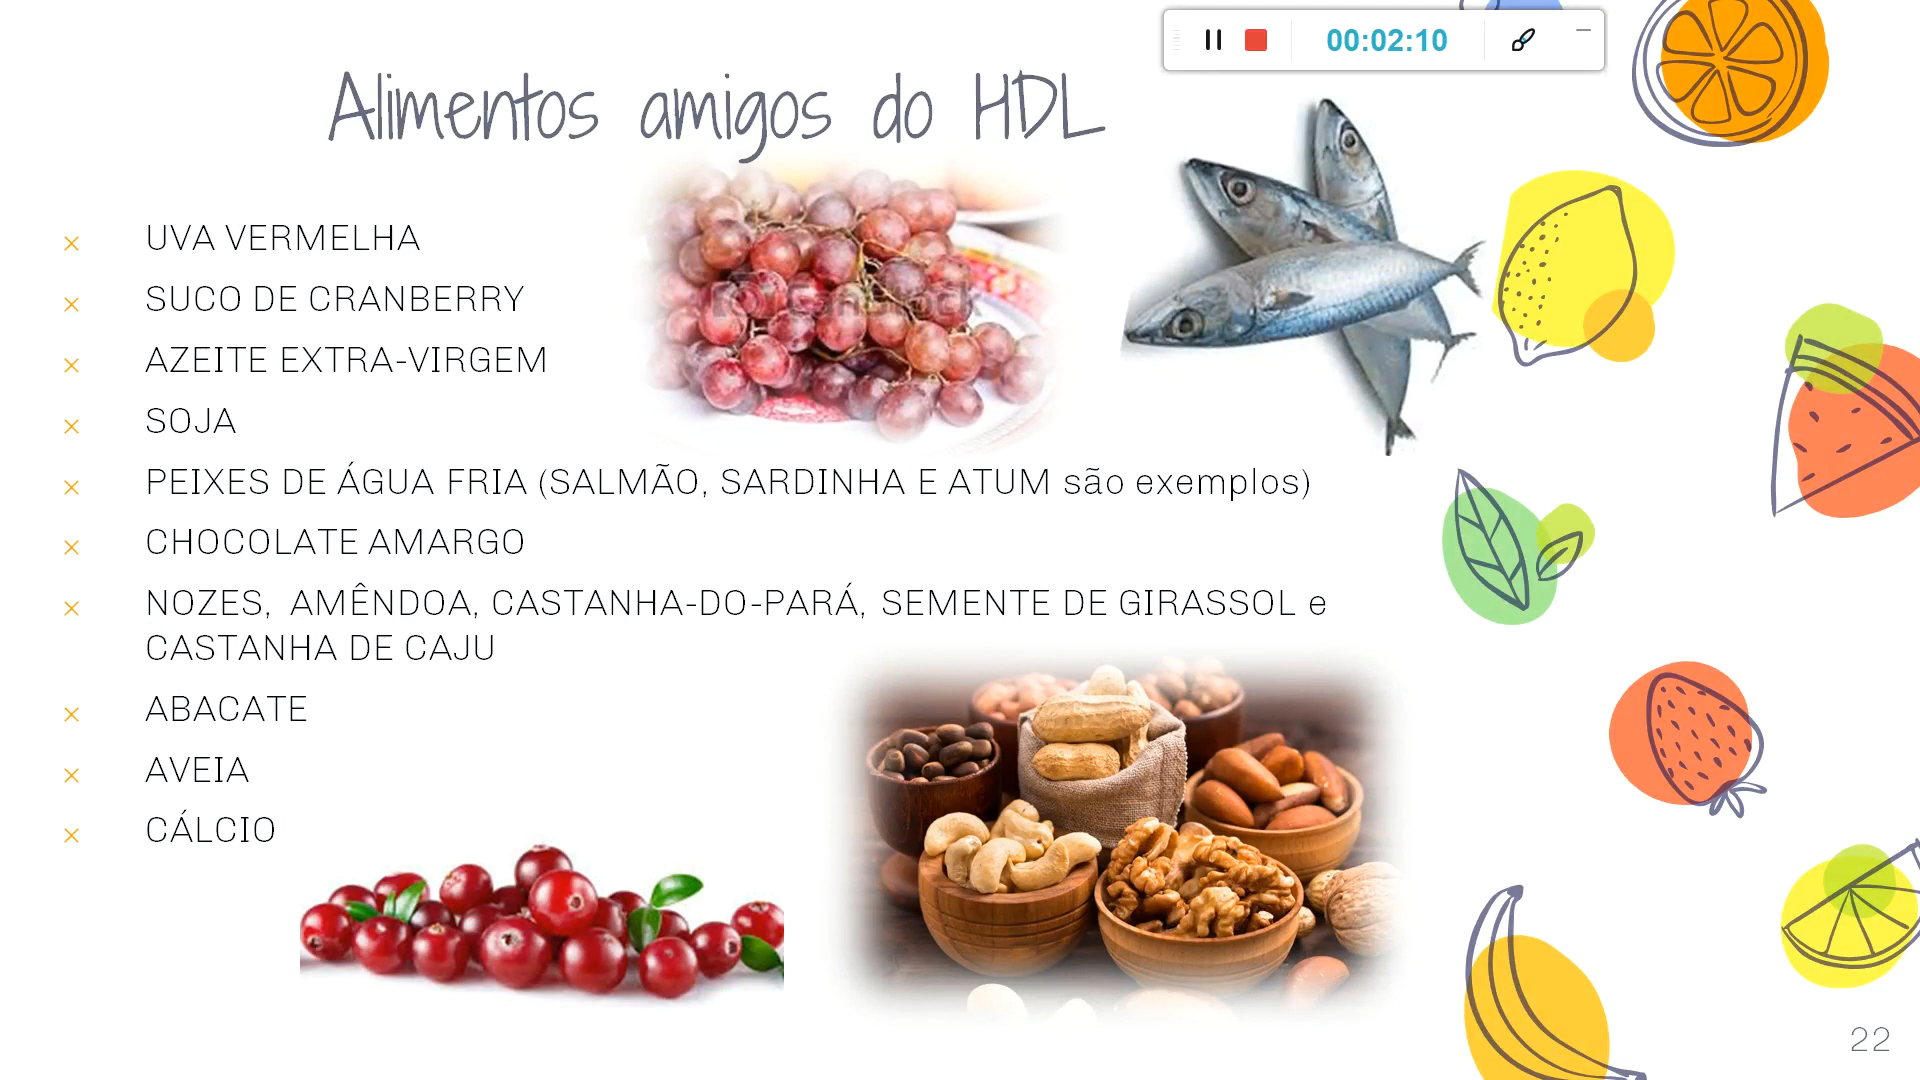 00:02:10
Alimentos amigos do HDL
× UVA VERMELHA
× SUCO DE CRANBERRY
× AZEITE EXTRA-VIRGEM
× SOJA
× PEIXES DE ÁGUA FRIA (SALMÃO, SARDINHA E ATUM são exemplos)
× CHOCOLATE AMARGO
× NOZES, AMÊNDOA, CASTANHA-DO-PARÁ, SEMENTE DE GIRASSOL e
CASTANHA DE CAJU
× ABACATE
× AVEIA
× CÁLCIO
22